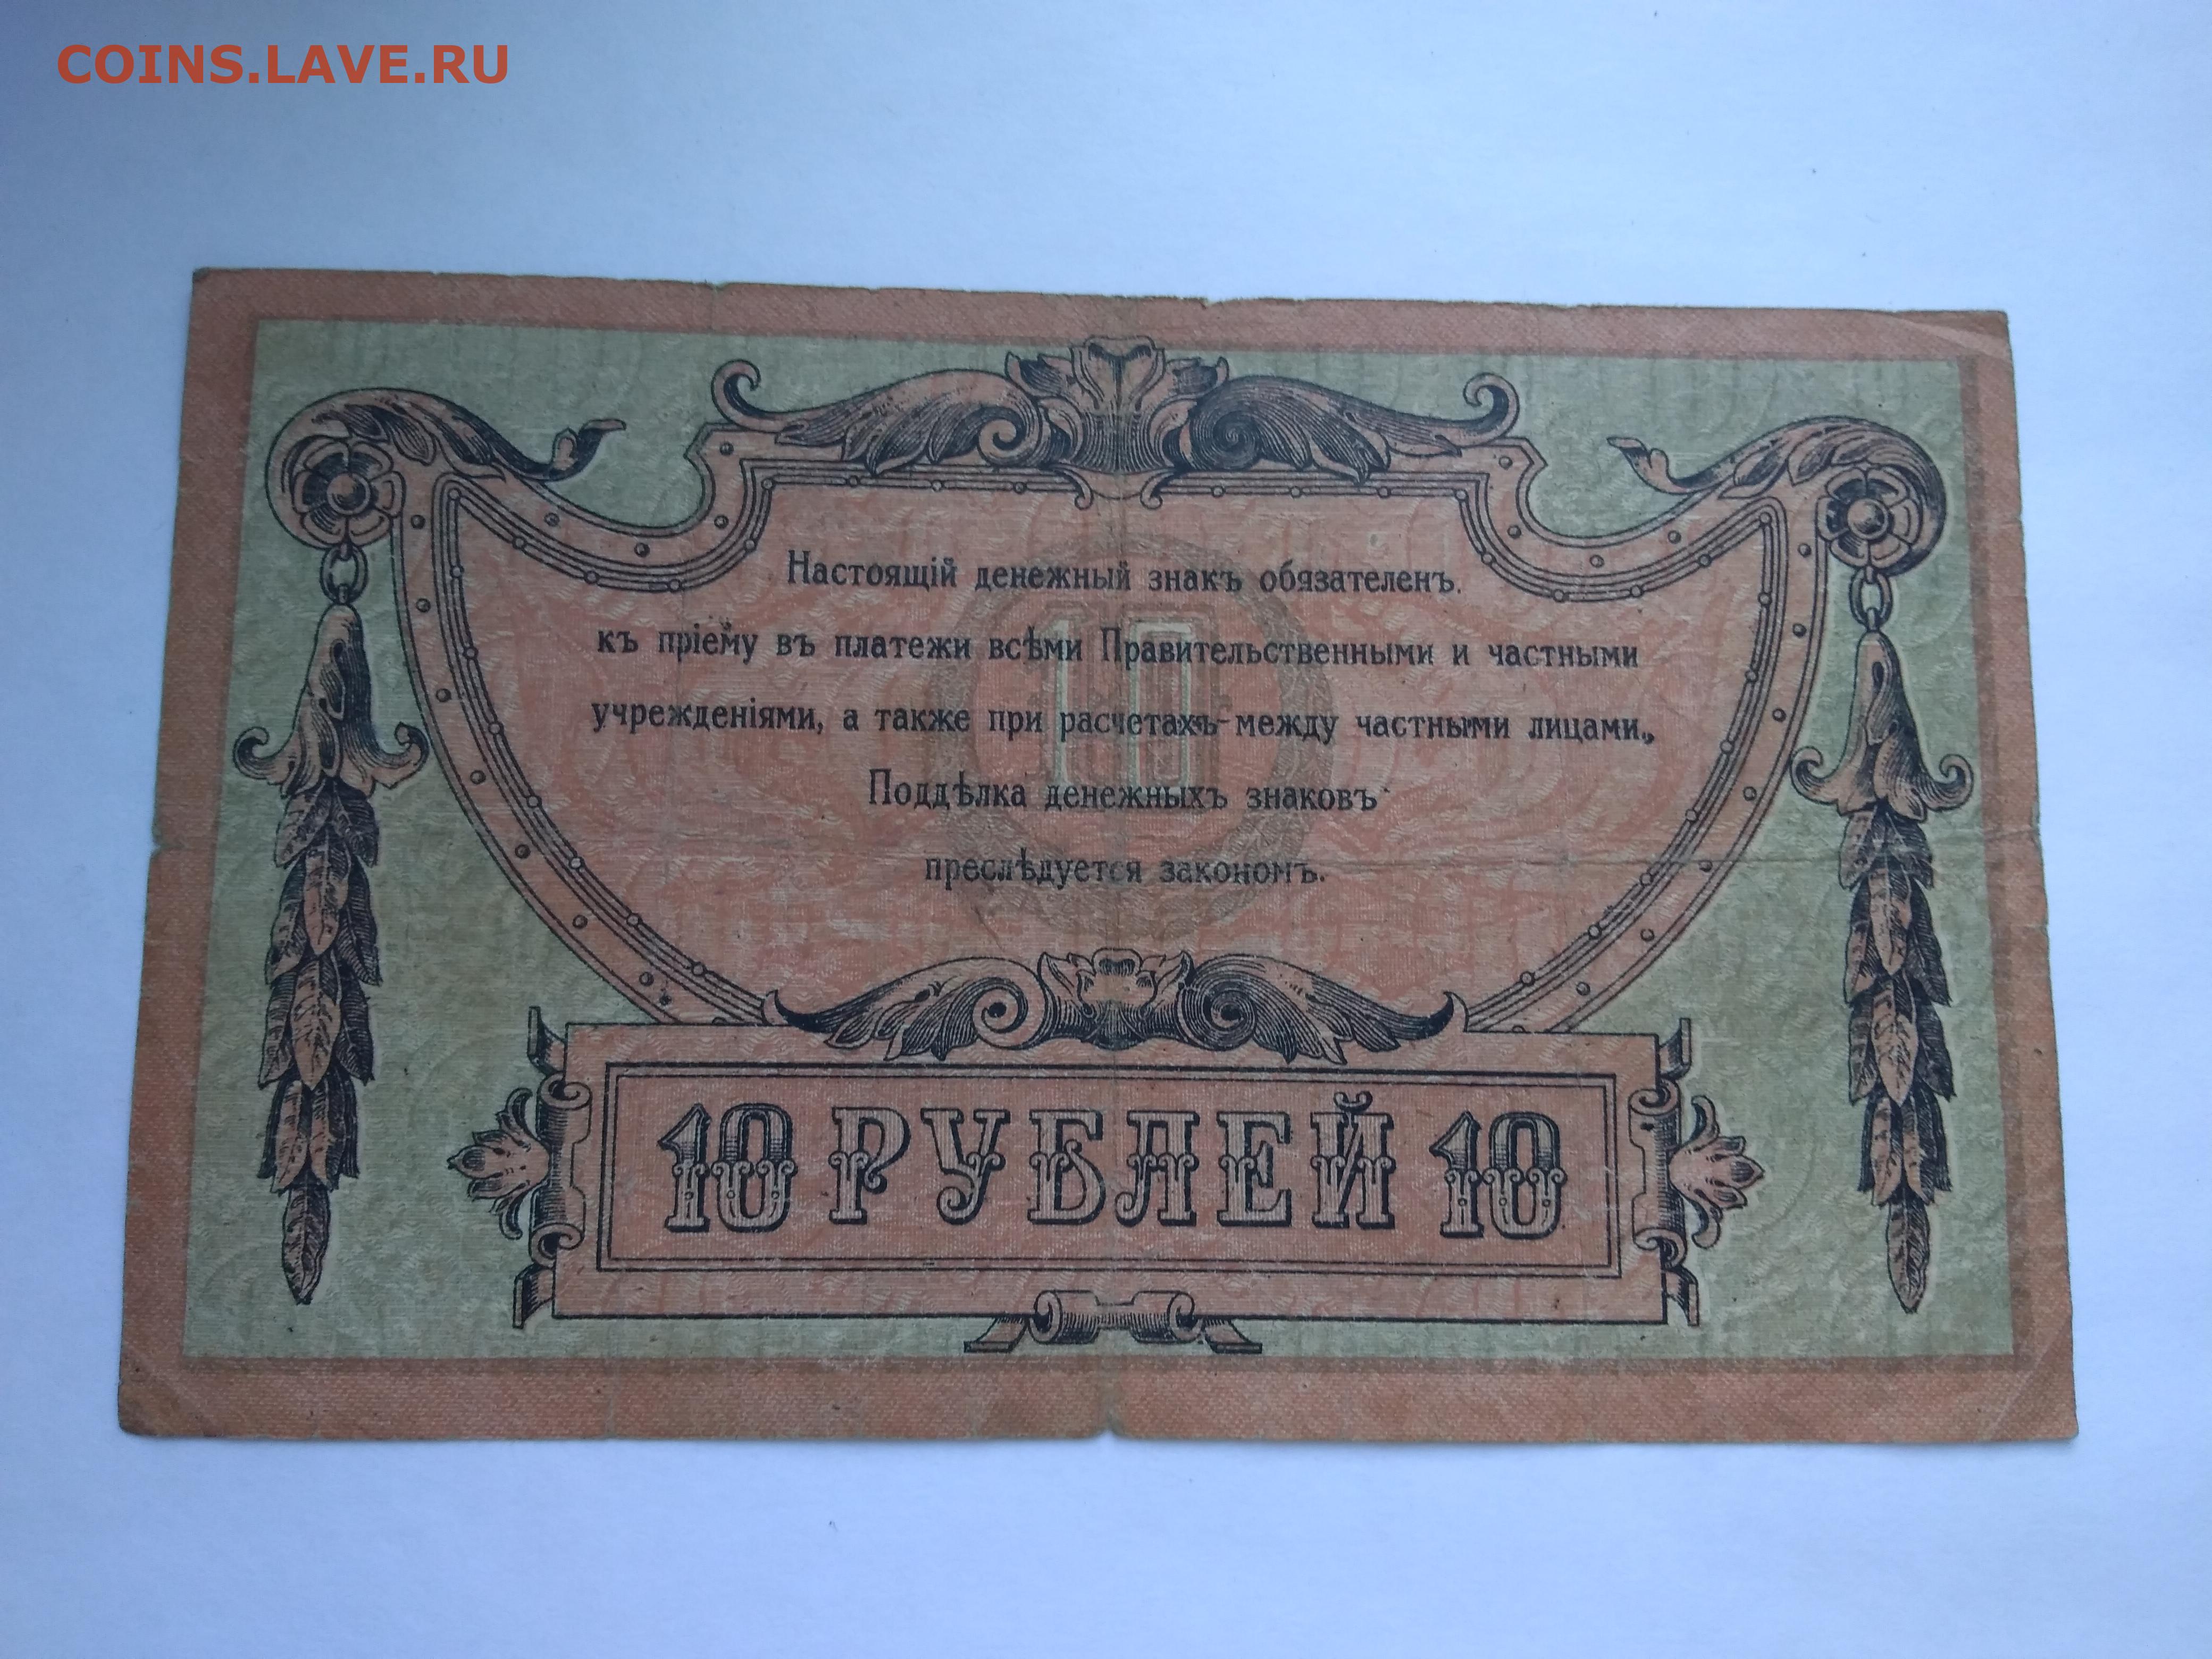 COINS.LAVE.RU
Настоящій денежный знакъ обязателенъ
къ пріему въ платежи всѣми Правительственными и частными
учрежденіями, а также при расчетахъ между частными лицами.
Поддѣлка денежныхъ знаковъ
преслѣдуется закономъ.
10
10 РУБЛЕЙ 10